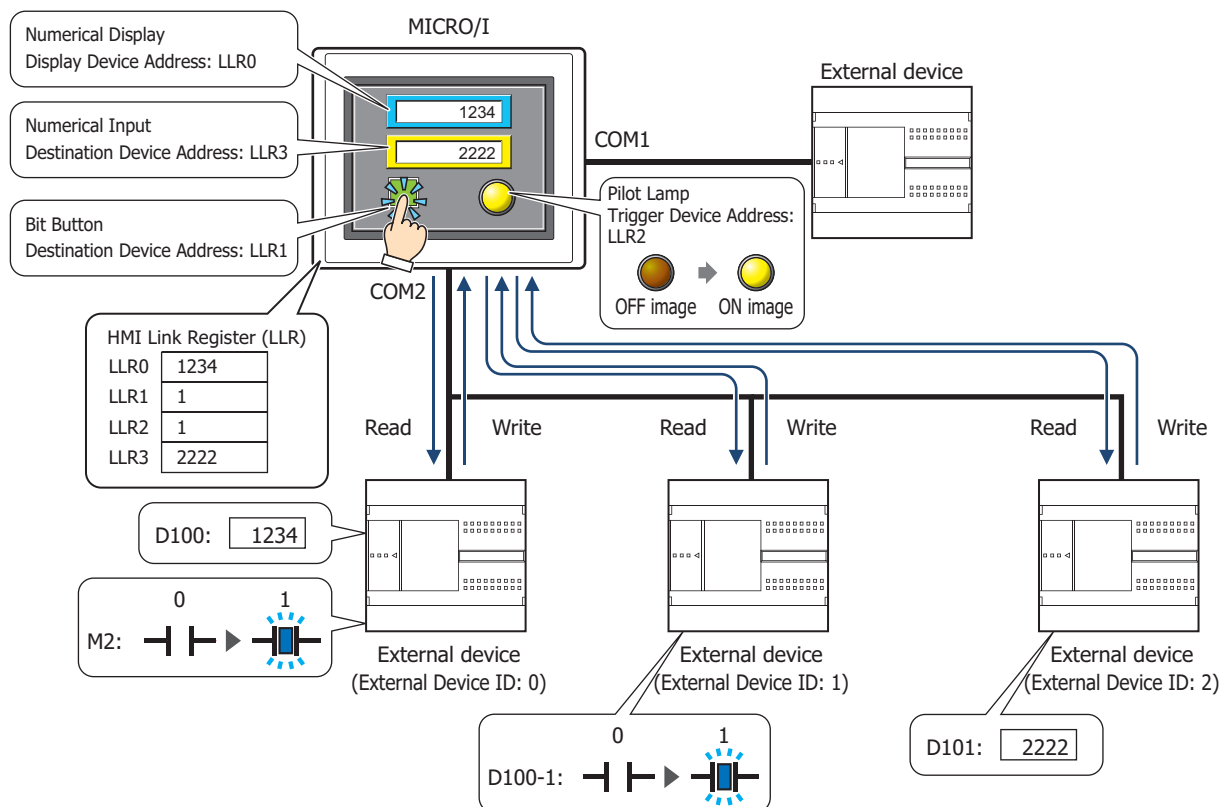 MICRO/I
Numerical Display
Display Device Address: LLR0
1234
Numerical Input
Destination Device Address: LLR3
2222
Bit Button
Destination Device Address: LLR1
COM1
External device
Pilot Lamp
Trigger Device Address:
LLR2
OFF image
ON image
COM2
HMI Link Register (LLR)
LLR0 1234
LLR1 1
LLR2 1
LLR3 2222
Read
Write
Read
Write
Read
Write
D100: 1234
M2:
0
1
External device
(External Device ID: 0)
External device
(External Device ID: 1)
External device
(External Device ID: 2)
D100-1:
0
1
D101: 2222